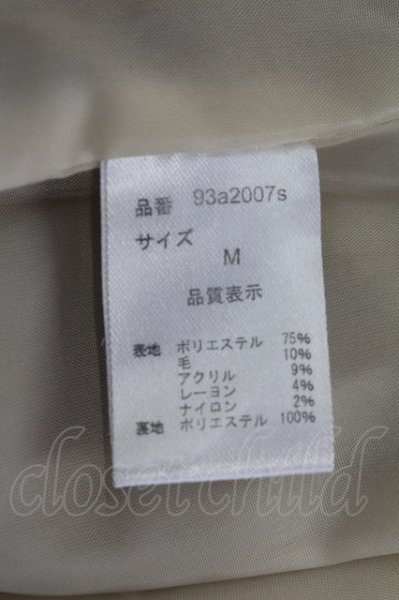 品番 93a2007s
サイズ
M
品質表示
表地 ポリエステル 75%
毛 10%
アクリル 9%
レーヨン 4%
ナイロン 2%
裏地 ポリエステル 100%
closet child